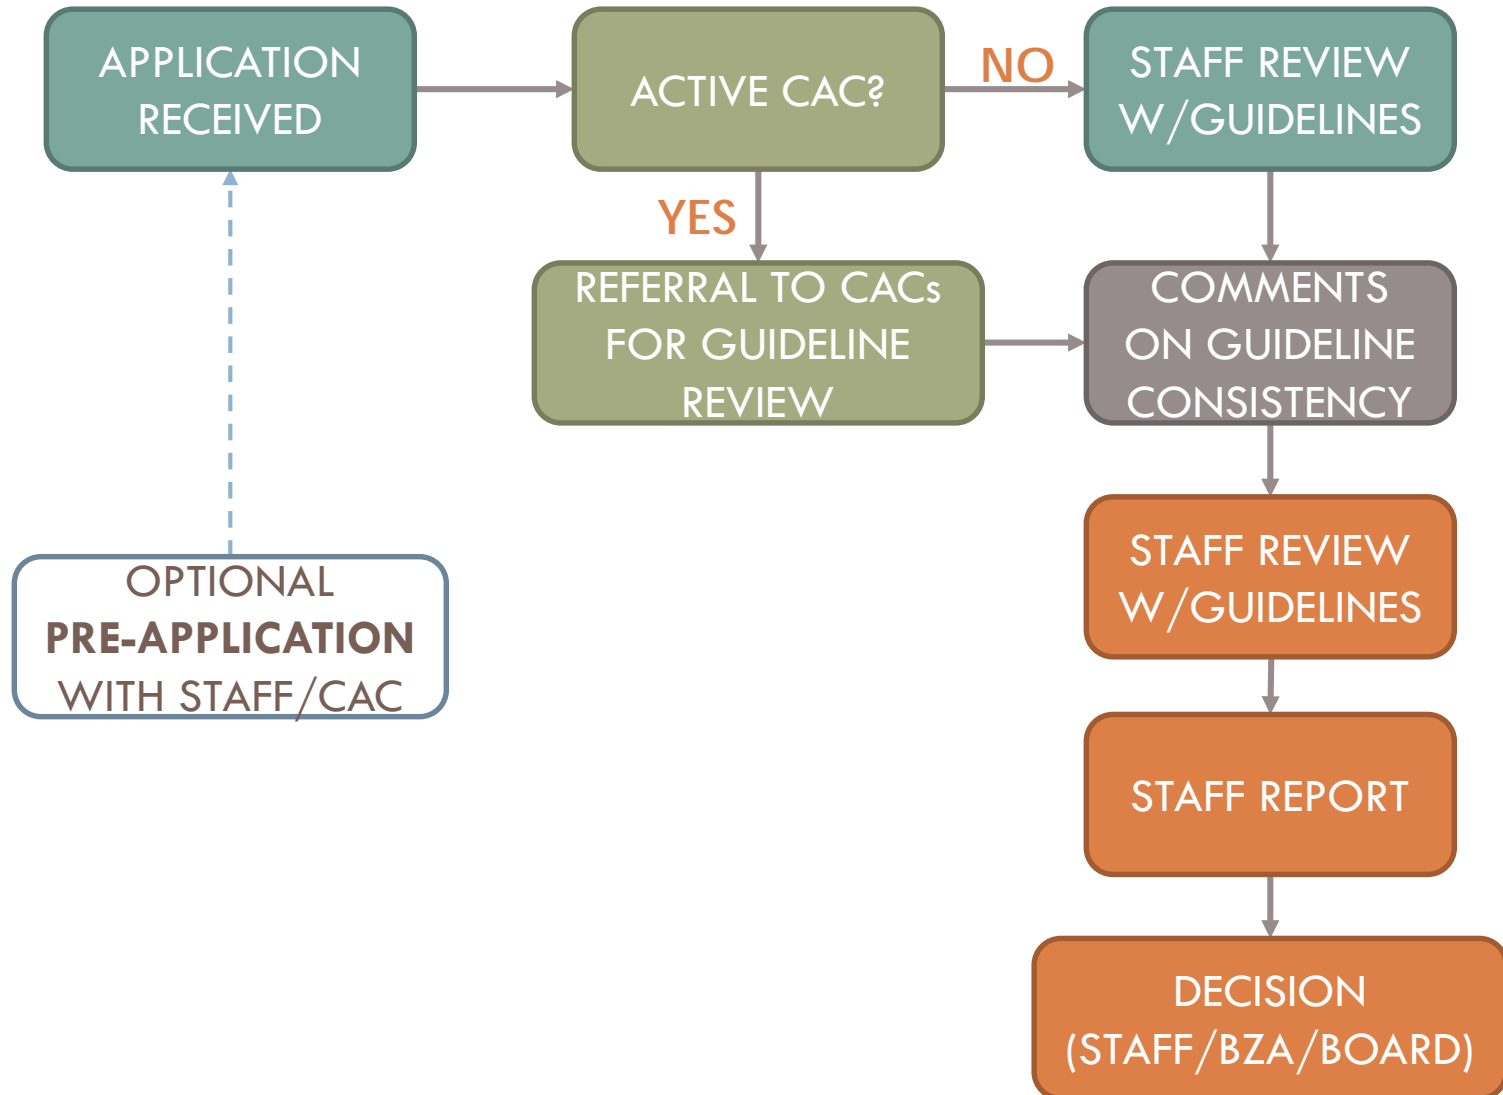 APPLICATION
RECEIVED
ACTIVE CAC?
NO
STAFF REVIEW
W/GUIDELINES
YES
REFERRAL TO CACs
FOR GUIDELINE
REVIEW
COMMENTS
ON GUIDELINE
CONSISTENCY
STAFF REVIEW
W/GUIDELINES
OPTIONAL
PRE-APPLICATION
WITH STAFF/CAC
STAFF REPORT
DECISION
(STAFF/BZA/BOARD)